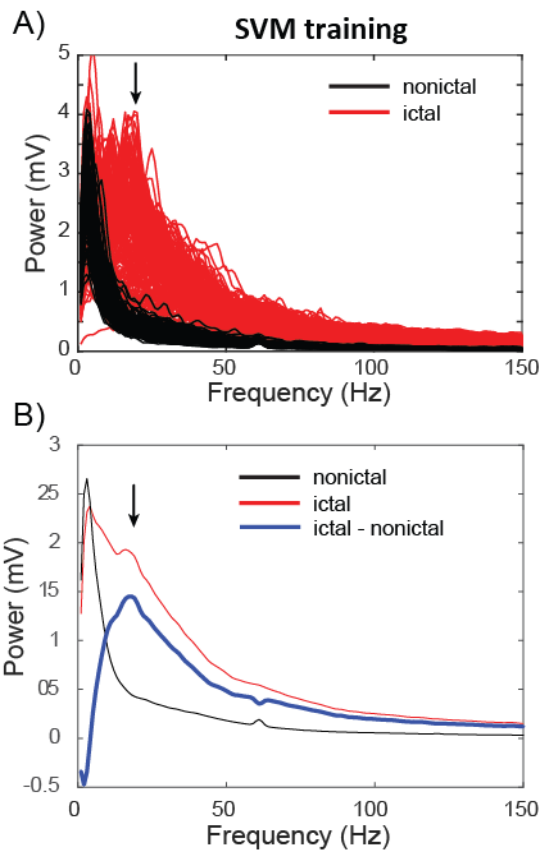 A)
SVM training
5
4
3
2
1
0
Power (mV)
nonictal
ictal
0
50
100
150
Frequency (Hz)
B)
3
25
2
15
1
05
0
-0.5
Power (mV)
nonictal
ictal
ictal - nonictal
0
50
100
150
Frequency (Hz)